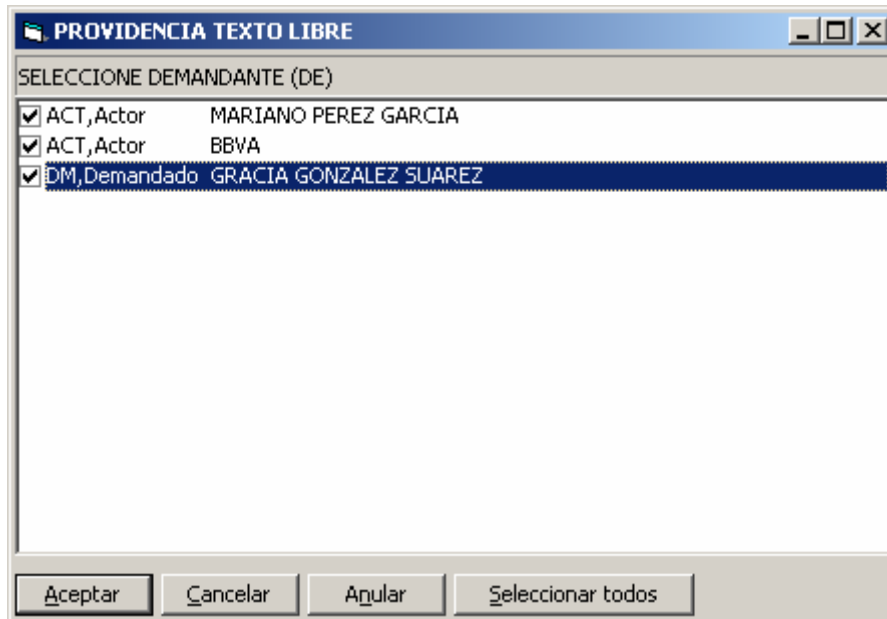 PROVIDENCIA TEXTO LIBRE
SELECCIONE DEMANDANTE (DE)
ACT,Actor MARIANO PEREZ GARCIA
ACT,Actor BBVA
DM,Demandado GRACIA GONZALEZ SUAREZ
Aceptar Cancelar Anular Seleccionar todos